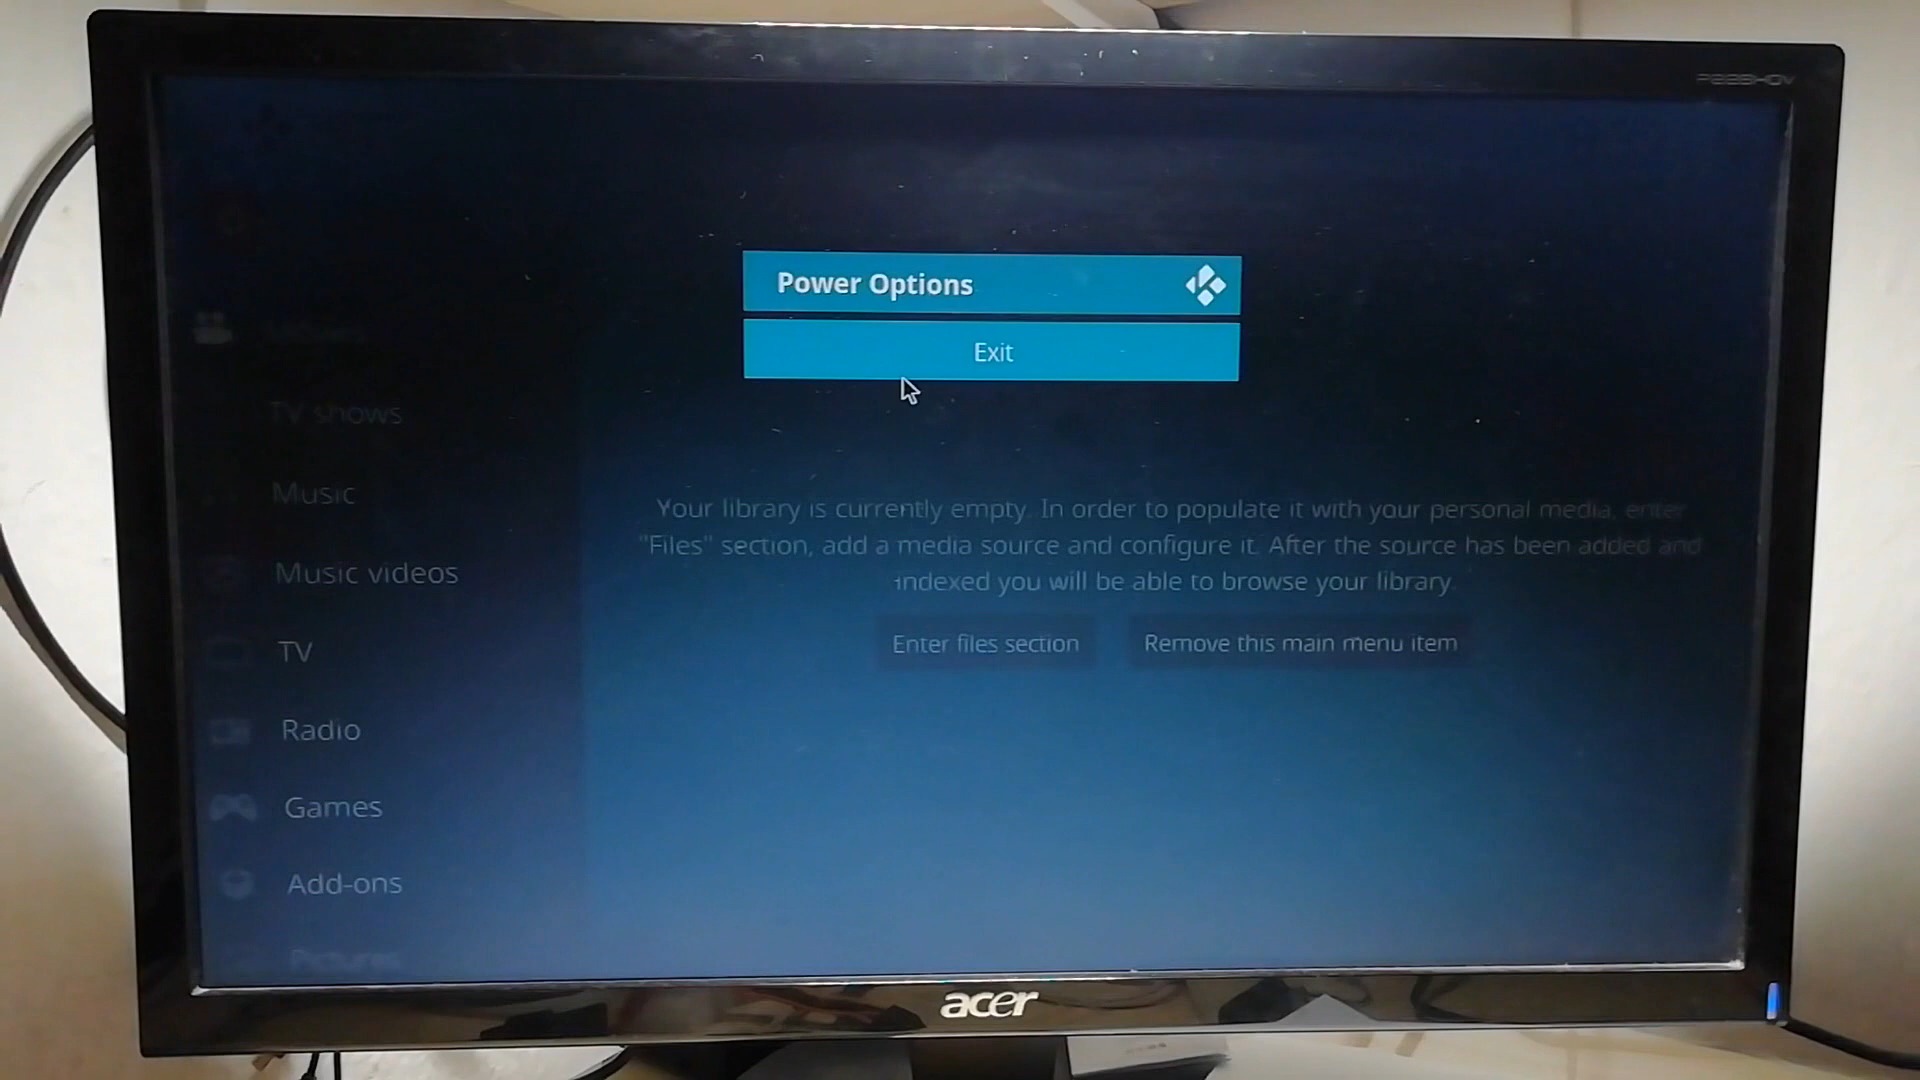 Power Options
Exit
TV shows
Music
Music videos
TV
Radio
Games
Add-ons
Pictures
Your library is currently empty. In order to populate it with your personal media, enter
"Files" section, add a media source and configure it. After the source has been added and
indexed you will be able to browse your library.
Enter files section
Remove this main menu item
acer